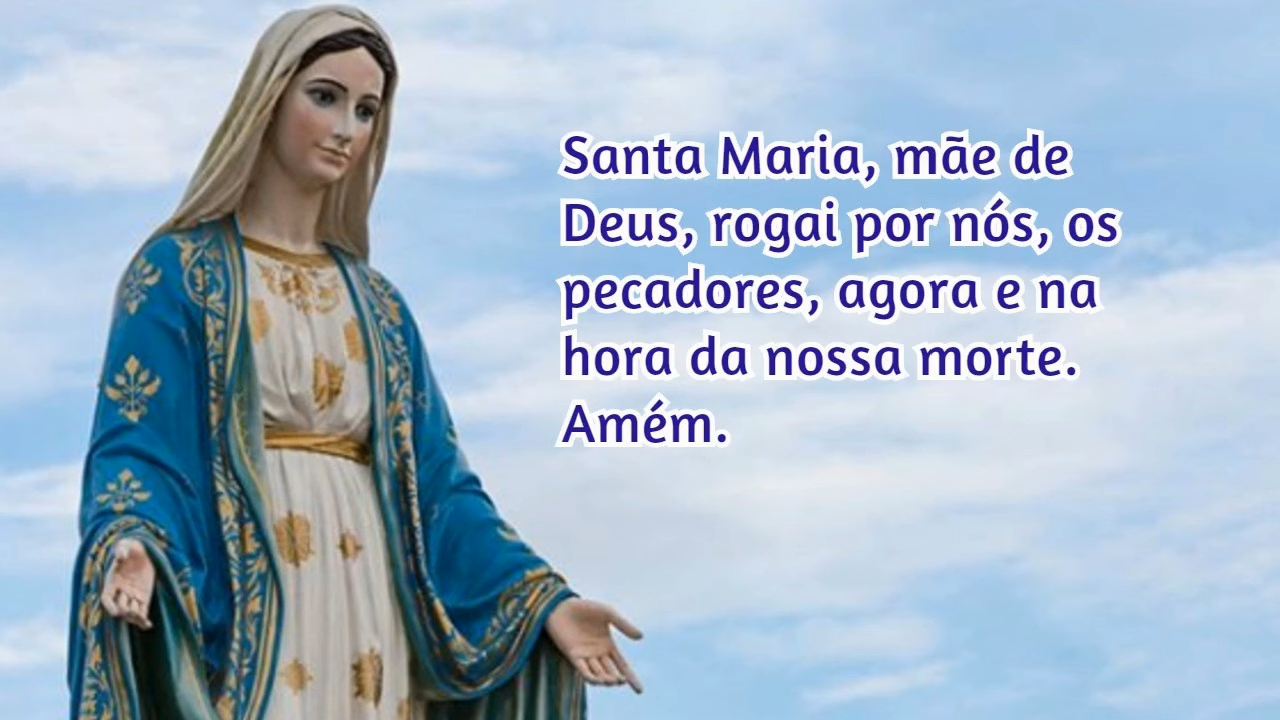 Santa Maria, mãe de
Deus, rogai por nós, os
pecadores, agora e na
hora da nossa morte.
Amém.